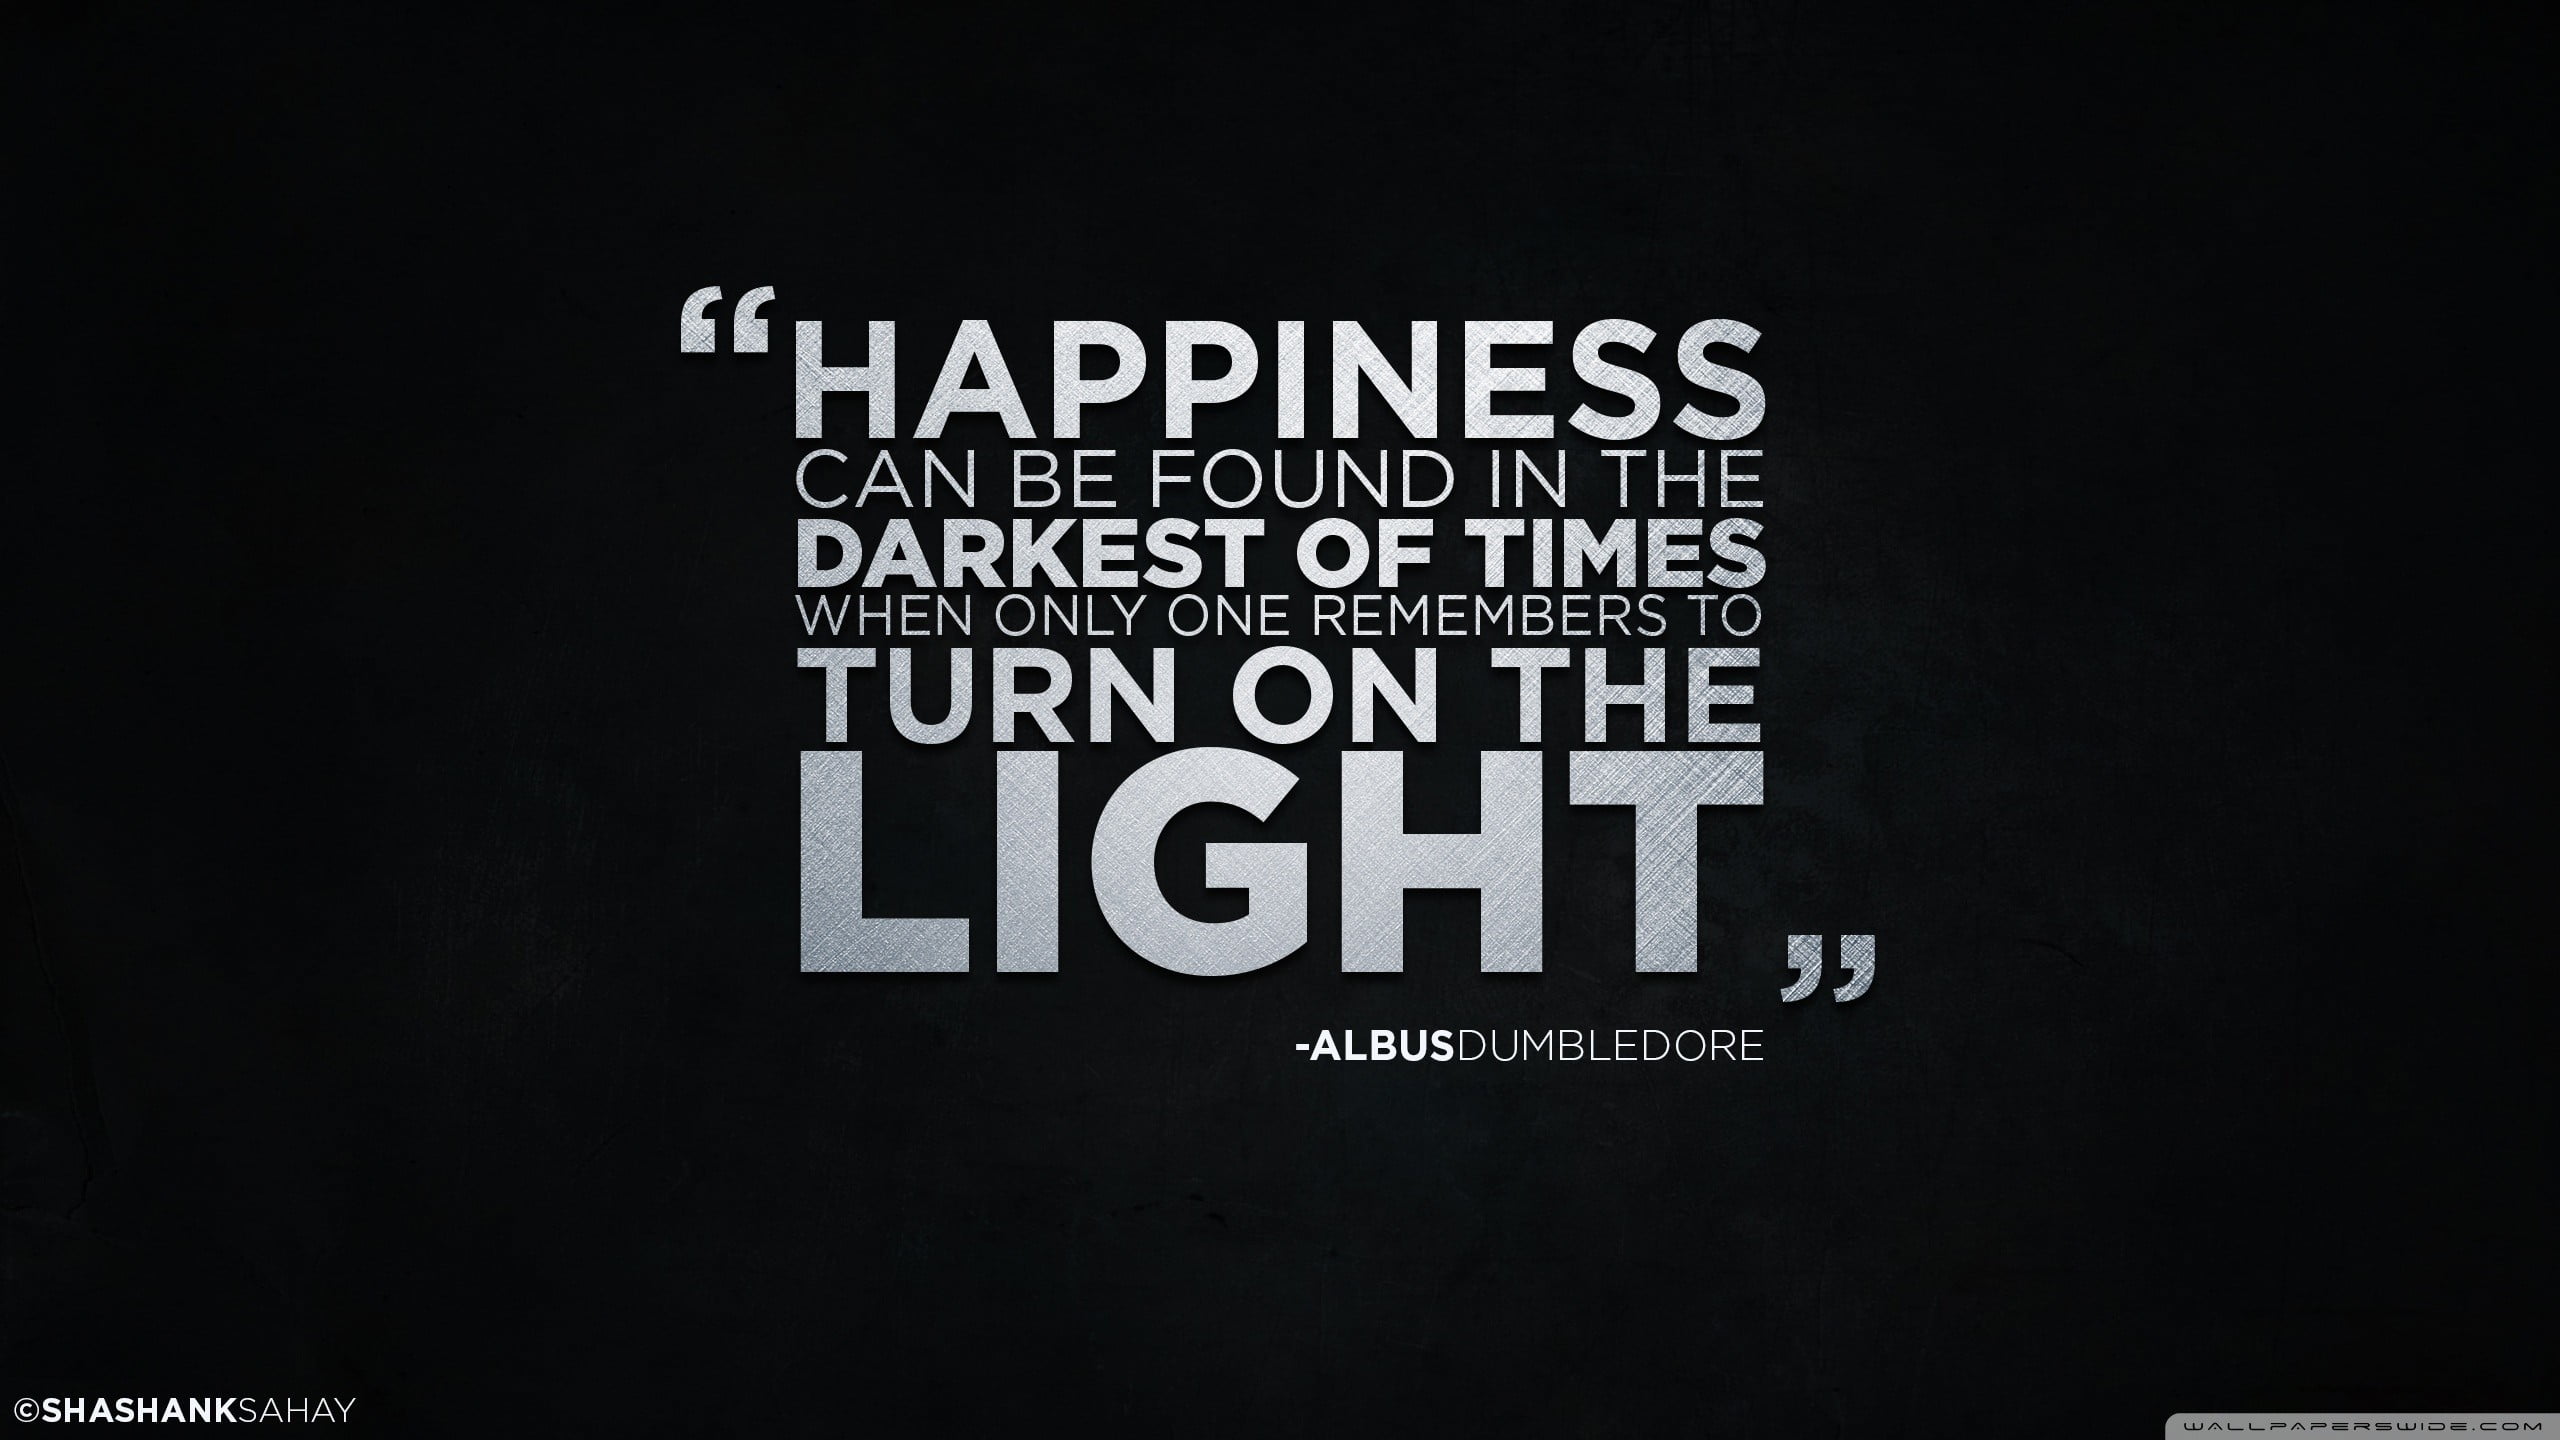 “HAPPINESS
CAN BE FOUND IN THE
DARKEST OF TIMES
WHEN ONLY ONE REMEMBERS TO
TURN ON THE
LIGHT”
-ALBUSDUMBLEDORE
©SHASHANKSAHAY
WALLPAPERSWIDE.COM